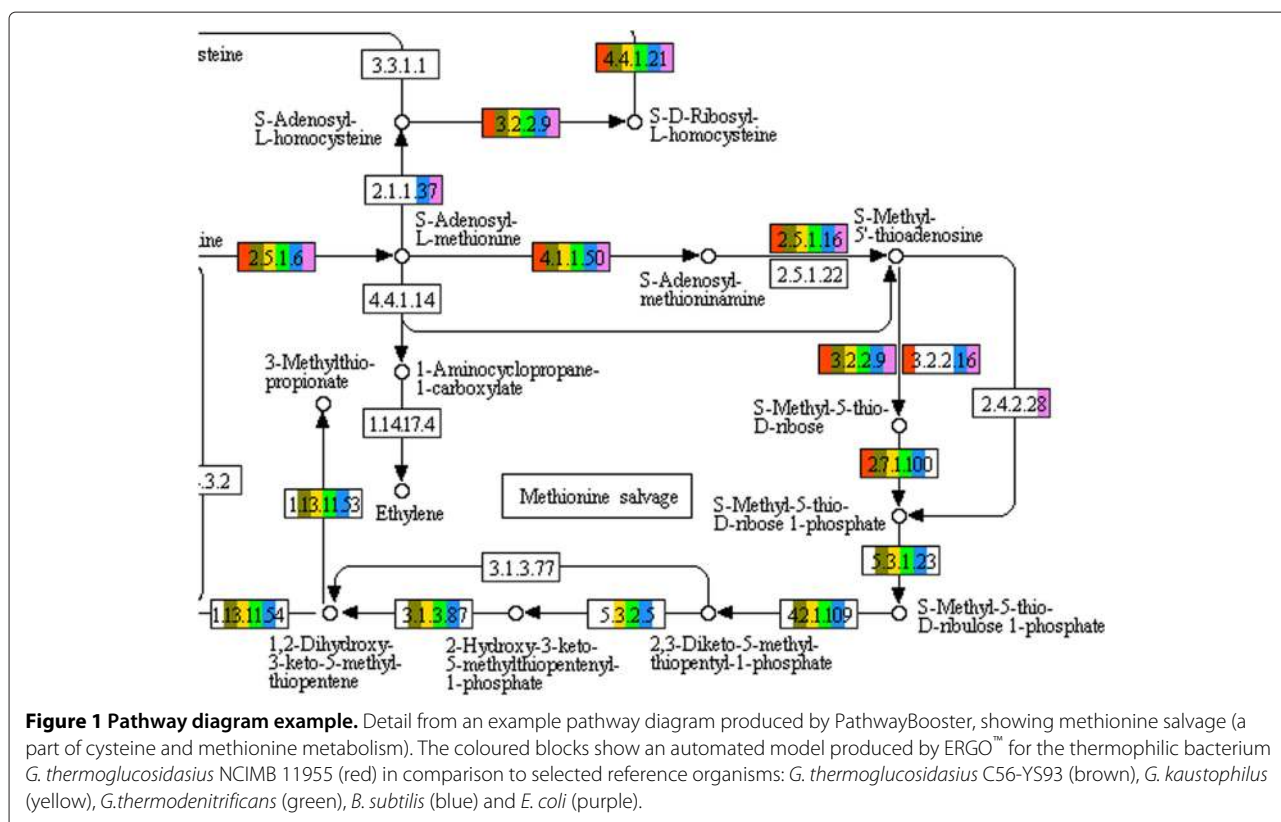 steine
3.3.1.1
4.4.1.21
S-Adenosyl-
L-homocysteine
3.2.2.9
S-D-Ribosyl-
L-homocysteine
2.1.1.37
S-Adenosyl-
L-methionine
S-Methyl-
5'-thioadenosine
ine
2.5.1.6
4.1.1.50
2.5.1.16
S-Adenosyl-
methioninamine
2.5.1.22
4.4.1.14
3-Methylthio-
propionate
1-Aminocyclopropane-
1-carboxylate
3.2.2.9
3.2.2.16
2.4.2.28
1.14.17.4
S-Methyl-5-thio-
D-ribose
2.7.1.100
.3.2
1.13.11.53
Ethylene
Methionine salvage
S-Methyl-5-thio-
D-ribose 1-phosphate
5.3.1.23
3.1.3.77
1.13.11.54
3.1.3.87
5.3.2.5
4.2.1.109
S-Methyl-5-thio-
D-ribulose 1-phosphate
1,2-Dihydroxy-
3-keto-5-methyl-
thiopentene
2-Hydroxy-3-keto-
5-methylthiopentenyl-
1-phosphate
2,3-Diketo-5-methyl-
thiopentyl-1-phosphate
Figure 1 Pathway diagram example. Detail from an example pathway diagram produced by PathwayBooster, showing methionine salvage (a
part of cysteine and methionine metabolism). The coloured blocks show an automated model produced by ERGO™ for the thermophilic bacterium
G. thermoglucosidasius NCIMB 11955 (red) in comparison to selected reference organisms: G. thermoglucosidasius C56-YS93 (brown), G. kaustophilus
(yellow), G.thermodenitrificans (green), B. subtilis (blue) and E. coli (purple).